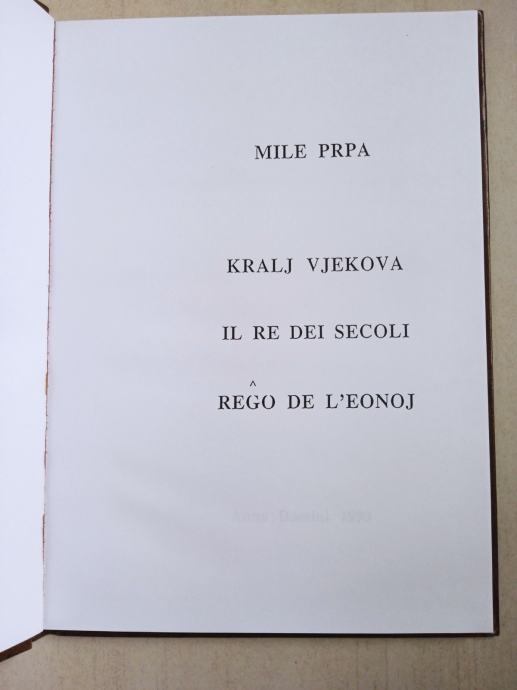 MILE PRPA
KRALJ VJEKOVA
IL RE DEI SECOLI
REĜO DE L'EONOJ